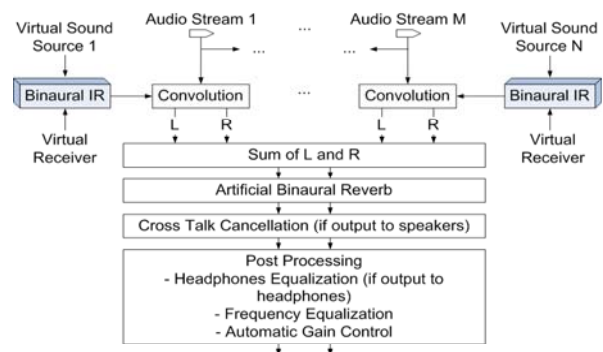 Virtual Sound
Source 1
Audio Stream 1
...
Audio Stream M
Virtual Sound
Source N
...
...
Binaural IR
Convolution
...
Convolution
Binaural IR
Virtual
Receiver
L
R
L
R
Virtual
Receiver
Sum of L and R
Artificial Binaural Reverb
Cross Talk Cancellation (if output to speakers)
Post Processing
- Headphones Equalization (if output to
headphones)
- Frequency Equalization
- Automatic Gain Control